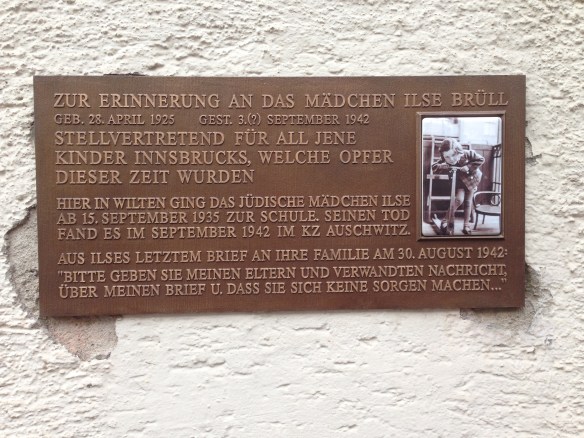 ZUR ERINNERUNG AN DAS MÄDCHEN ILSE BRÜLL
GEB. 28. APRIL 1925 GEST. 3.(?) SEPTEMBER 1942
STELLVERTRETEND FÜR ALL JENE
KINDER INNSBRUCKS, WELCHE OPFER
DIESER ZEIT WURDEN
HIER IN WILTEN GING DAS JÜDISCHE MÄDCHEN ILSE
AB 15. SEPTEMBER 1935 ZUR SCHULE. SEINEN TOD
FAND ES IM SEPTEMBER 1942 IM KZ AUSCHWITZ.
AUS ILSES LETZTEM BRIEF AN IHRE FAMILIE AM 30. AUGUST 1942:
"BITTE GEBEN SIE MEINEN ELTERN UND VERWANDTEN NACHRICHT,
ÜBER MEINEN BRIEF U. DASS SIE SICH KEINE SORGEN MACHEN..."